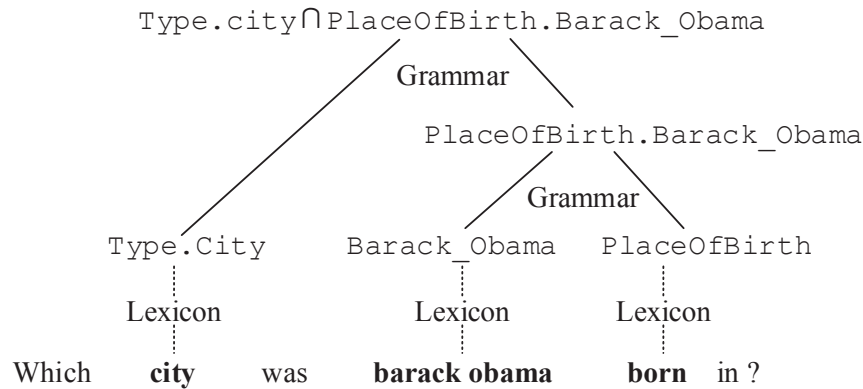 Type.city∩PlaceOfBirth.Barack_Obama
Grammar
PlaceOfBirth.Barack_Obama
Grammar
Type.City Barack_Obama PlaceOfBirth
Lexicon Lexicon Lexicon
Which city was barack obama born in ?